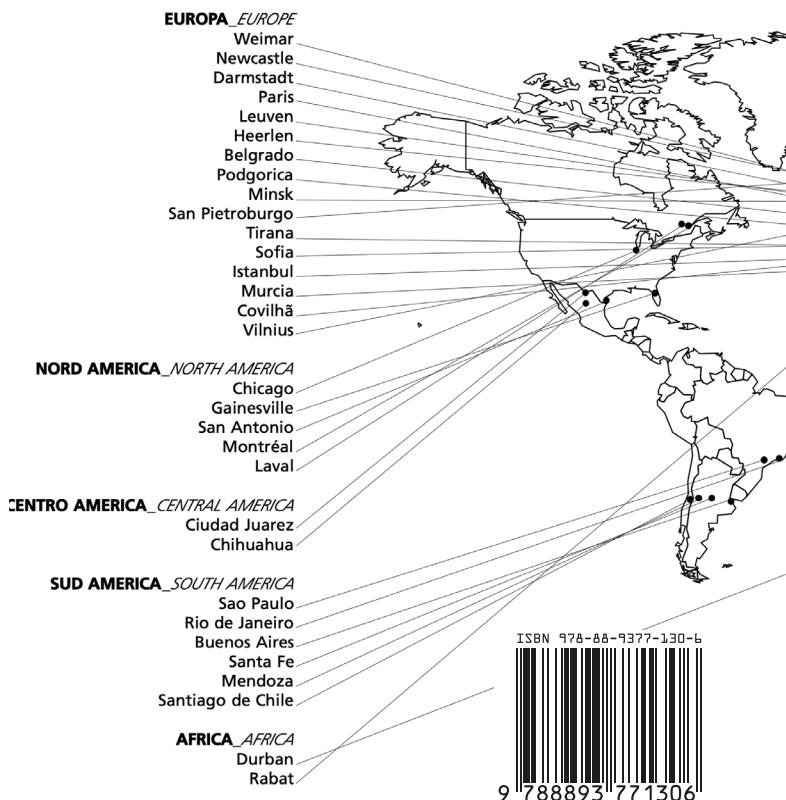 EUROPA_EUROPE
Weimar
Newcastle
Darmstadt
Paris
Leuven
Heerlen
Belgrado
Podgorica
Minsk
San Pietroburgo
Tirana
Sofia
Istanbul
Murcia
Covilhã
Vilnius
NORD AMERICA_NORTH AMERICA
Chicago
Gainesville
San Antonio
Montréal
Laval
CENTRO AMERICA_CENTRAL AMERICA
Ciudad Juarez
Chihuahua
SUD AMERICA_SOUTH AMERICA
Sao Paulo
Rio de Janeiro
Buenos Aires
Santa Fe
Mendoza
Santiago de Chile
AFRICA_AFRICA
Durban
Rabat
ISBN 978-88-9377-130-6
9 788893 771306